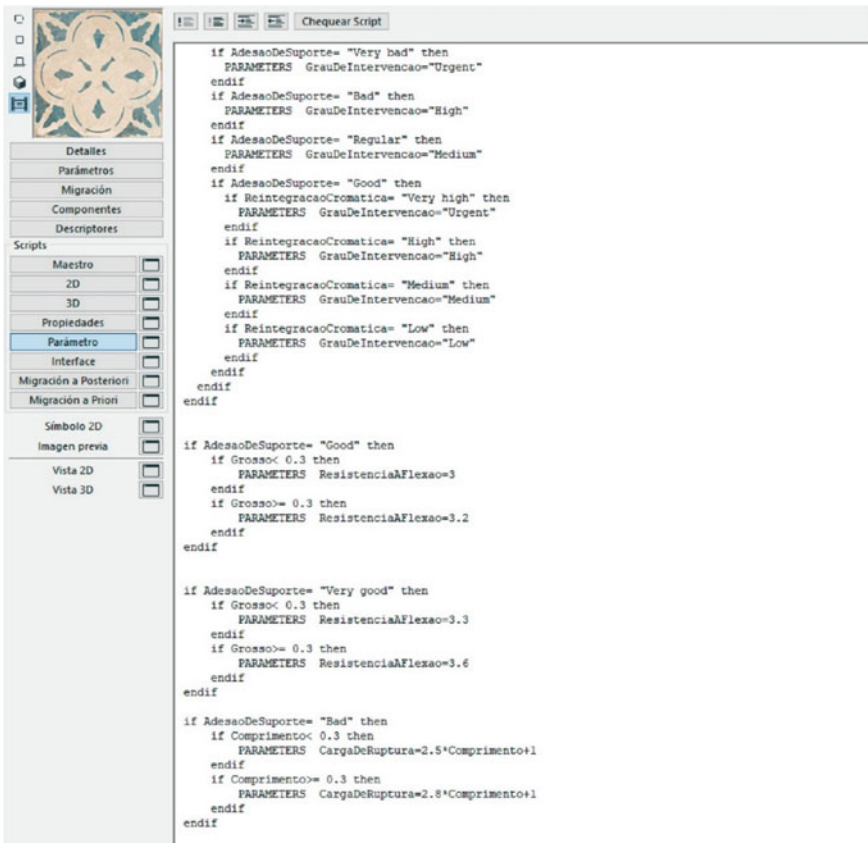 Chequear Script
Detalles
Parámetros
Migración
Componentes
Descriptores
Scripts
Maestro
2D
3D
Propiedades
Parámetro
Interface
Migración a Posteriori
Migración a Priori
Símbolo 2D
Imagen previa
Vista 2D
Vista 3D
if AdesaoDeSuporte= "Very bad" then
PARAMETERS GrauDeIntervencao="Urgent"
endif
if AdesaoDeSuporte= "Bad" then
PARAMETERS GrauDeIntervencao="High"
endif
if AdesaoDeSuporte= "Regular" then
PARAMETERS GrauDeIntervencao="Medium"
endif
if AdesaoDeSuporte= "Good" then
if ReintegracaoCromatica= "Very high" then
PARAMETERS GrauDeIntervencao="Urgent"
endif
if ReintegracaoCromatica= "High" then
PARAMETERS GrauDeIntervencao="High"
endif
if ReintegracaoCromatica= "Medium" then
PARAMETERS GrauDeIntervencao="Medium"
endif
if ReintegracaoCromatica= "Low" then
PARAMETERS GrauDeIntervencao="Low"
endif
endif
endif
endif
if AdesaoDeSuporte= "Good" then
if Grosso< 0.3 then
PARAMETERS ResistenciaAFlexao=3
endif
if Grosso>= 0.3 then
PARAMETERS ResistenciaAFlexao=3.2
endif
endif
if AdesaoDeSuporte= "Very good" then
if Grosso< 0.3 then
PARAMETERS ResistenciaAFlexao=3.3
endif
if Grosso>= 0.3 then
PARAMETERS ResistenciaAFlexao=3.6
endif
endif
if AdesaoDeSuporte= "Bad" then
if Comprimento< 0.3 then
PARAMETERS CargaDeRuptura=2.5*Comprimento+1
endif
if Comprimento>= 0.3 then
PARAMETERS CargaDeRuptura=2.8*Comprimento+1
endif
endif